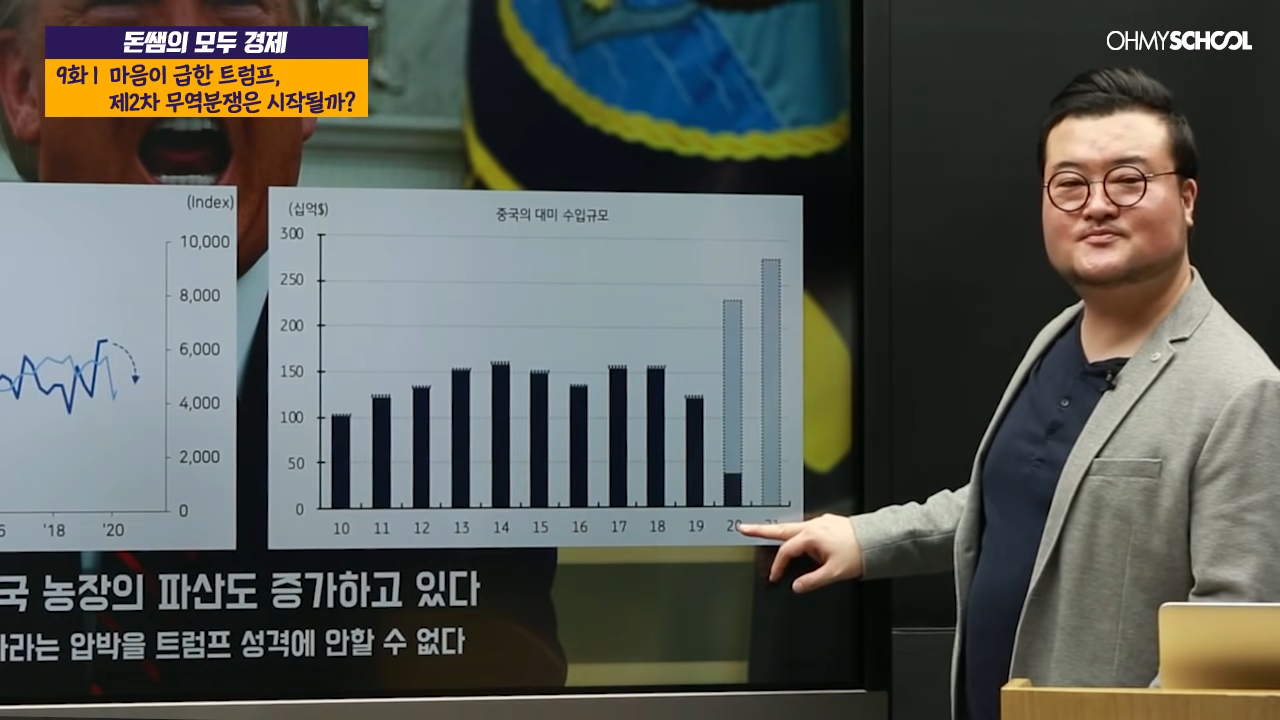 돈쌤의 모두 경제
9화 | 마음이 급한 트럼프,
제2차 무역분쟁은 시작될까?
OHMYSCHOOL
(Index)
10,000
8,000
6,000
4,000
2,000
0
'18 '20
(십억$)
중국의 대미 수입규모
300
250
200
150
100
50
0
10 11 12 13 14 15 16 17 18 19 20 21
국 농장의 파산도 증가하고 있다
라는 압박을 트럼프 성격에 안할 수 없다